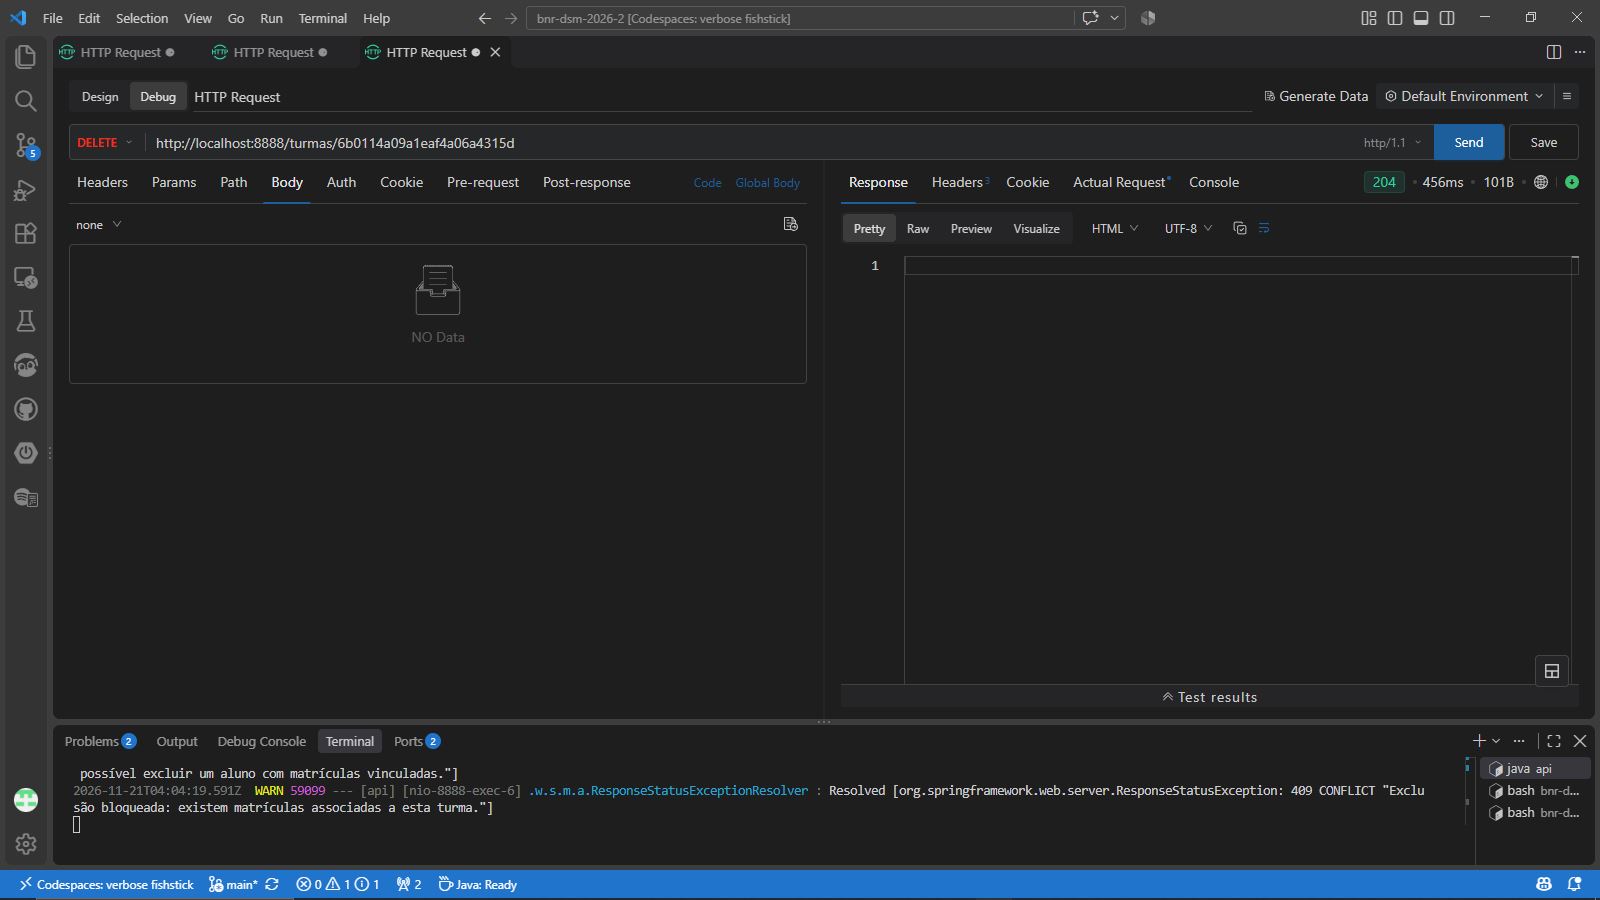 File Edit Selection View Go Run Terminal Help
bnr-dsm-2026-2 [Codespaces: verbose fishstick]
HTTP Request HTTP Request HTTP Request
Design Debug HTTP Request Generate Data Default Environment
DELETE http://localhost:8888/turmas/6b0114a09a1eaf4a06a4315d http/1.1 Send Save
Headers Params Path Body Auth Cookie Pre-request Post-response Code Global Body
Response Headers 3 Cookie Actual Request Console 204 456ms 101B
none
Pretty Raw Preview Visualize HTML UTF-8
1
NO Data
Test results
Problems 2 Output Debug Console Terminal Ports 2
possível excluir um aluno com matrículas vinculadas."]
2026-11-21T04:04:19.591Z WARN 59099 --- [api] [nio-8888-exec-6] .w.s.m.a.ResponseStatusExceptionResolver : Resolved [org.springframework.web.server.ResponseStatusException: 409 CONFLICT "Exclu
são bloqueada: existem matrículas associadas a esta turma."]
java api
bash bnr-d...
bash bnr-d...
5
Codespaces: verbose fishstick main* 0 1 1 2 Java: Ready